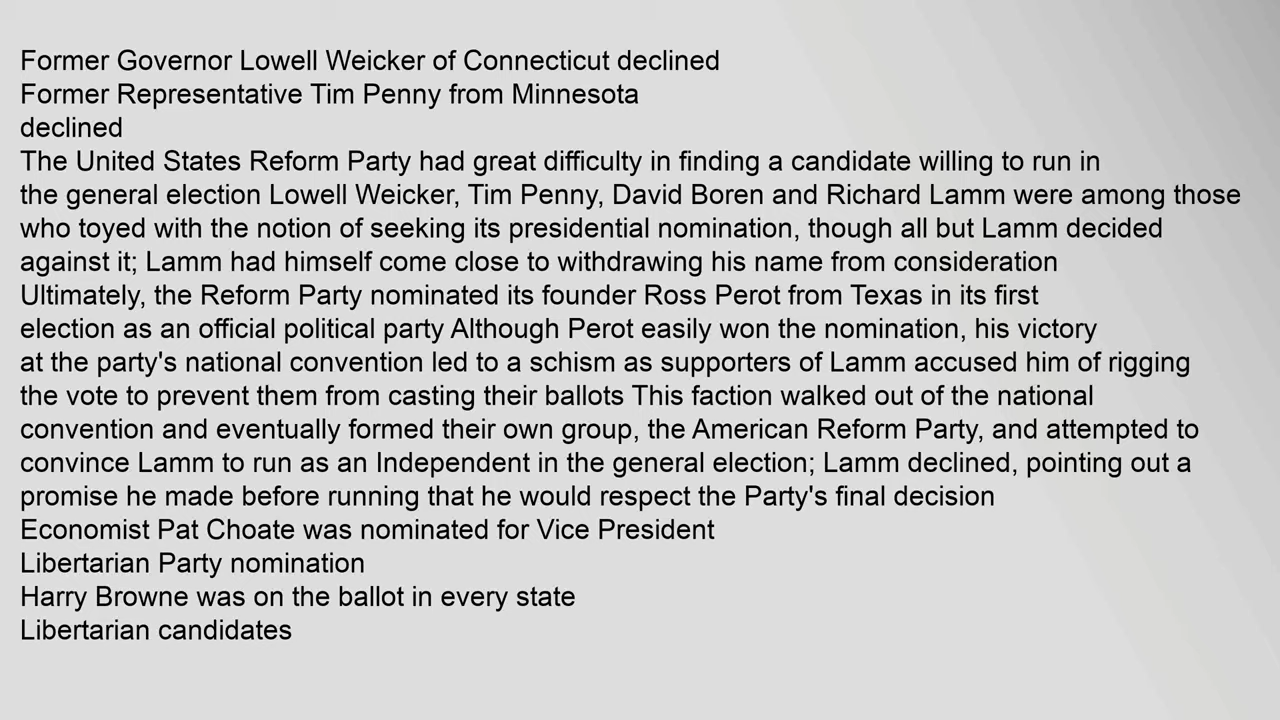 Former Governor Lowell Weicker of Connecticut declined
Former Representative Tim Penny from Minnesota
declined
The United States Reform Party had great difficulty in finding a candidate willing to run in
the general election Lowell Weicker, Tim Penny, David Boren and Richard Lamm were among those
who toyed with the notion of seeking its presidential nomination, though all but Lamm decided
against it; Lamm had himself come close to withdrawing his name from consideration
Ultimately, the Reform Party nominated its founder Ross Perot from Texas in its first
election as an official political party Although Perot easily won the nomination, his victory
at the party's national convention led to a schism as supporters of Lamm accused him of rigging
the vote to prevent them from casting their ballots This faction walked out of the national
convention and eventually formed their own group, the American Reform Party, and attempted to
convince Lamm to run as an Independent in the general election; Lamm declined, pointing out a
promise he made before running that he would respect the Party's final decision
Economist Pat Choate was nominated for Vice President
Libertarian Party nomination
Harry Browne was on the ballot in every state
Libertarian candidates